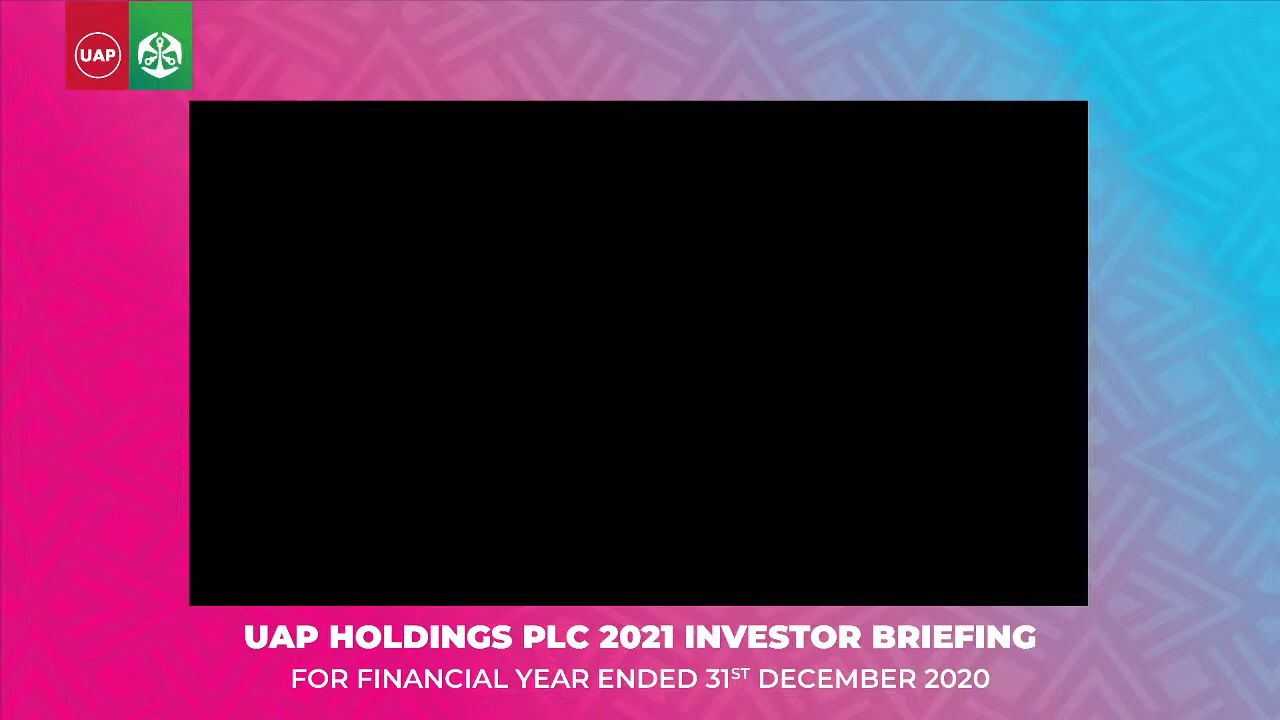 UAP
UAP HOLDINGS PLC 2021 INVESTOR BRIEFING
FOR FINANCIAL YEAR ENDED 31ST DECEMBER 2020